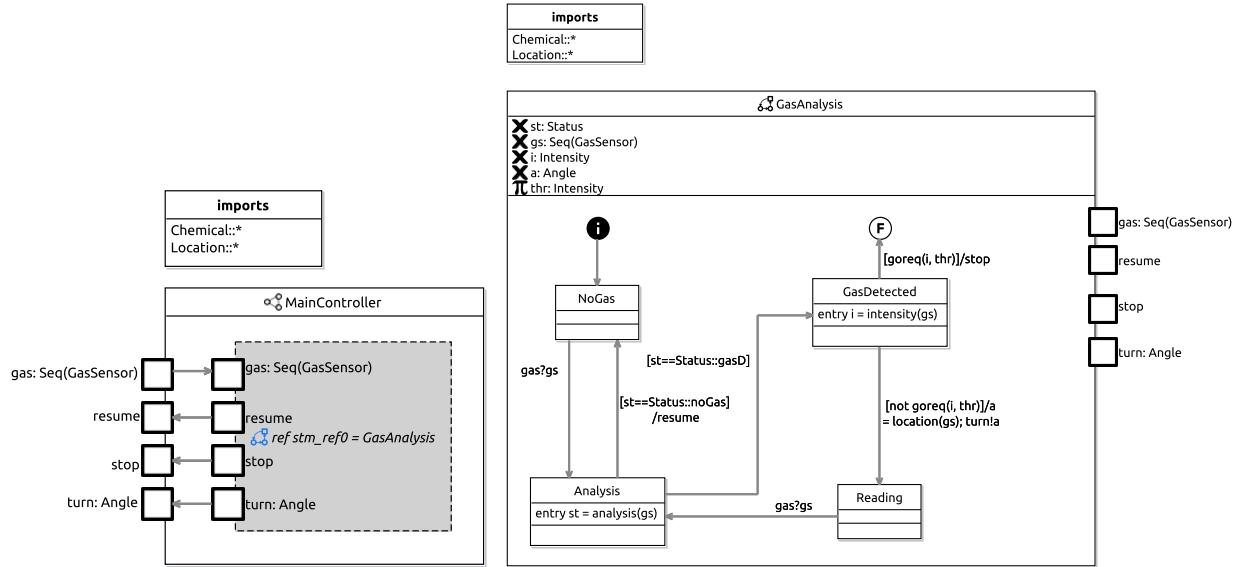 imports
Chemical::*
Location::*
MainController
gas: Seq(GasSensor)
resume
stop
turn: Angle
gas: Seq(GasSensor)
resume
ref stm_ref0 = GasAnalysis
stop
turn: Angle
imports
Chemical::*
Location::*
GasAnalysis
st: Status
gs: Seq(GasSensor)
i: Intensity
a: Angle
π thr: Intensity
i
NoGas
gas?gs
[st==Status::noGas]
/resume
[st==Status::gasD]
Analysis
entry st = analysis(gs)
F
[goreq(i, thr)]/stop
GasDetected
entry i = intensity(gs)
[not goreq(i, thr)]/a
= location(gs); turn!a
Reading
gas?gs
gas: Seq(GasSensor)
resume
stop
turn: Angle